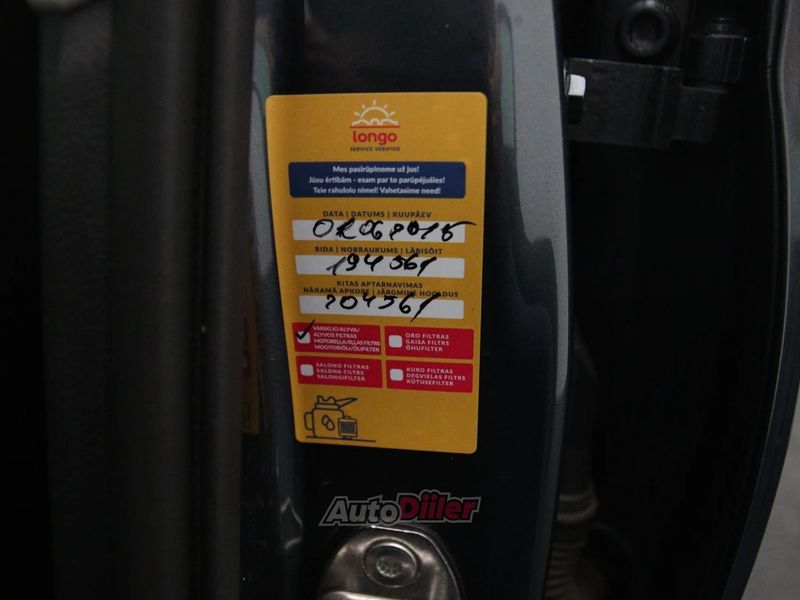 longo
SERVICE VERIFIED
Mes pasirūpinome už jus!
Jūsu ērtībām - esam par to parūpējušies!
Teie rahulolu nimel! Vahetasime need!
DATA | DATUMS | KUUPÄEV
RIDA | NOBRAUKUMS | LÄBISÕIT
194561
KITAS APTARNAVIMAS
NĀKAMĀ APKOPE | JÄRGMINE HOOLDUS
204561
VARIKLIO ALYVA/
ALYVOS FILTRAS
MOTOREĻĻA/EĻĻAS FILTRS
MOOTORIÕLI/ÕLIFILTER
ORO FILTRAS
GAISA FILTRS
ÕHUFILTER
SALONO FILTRAS
SALONA FILTRS
SALONGIFILTER
KURO FILTRAS
DEGVIELAS FILTRS
KÜTUSEFILTER
AutoDiiler